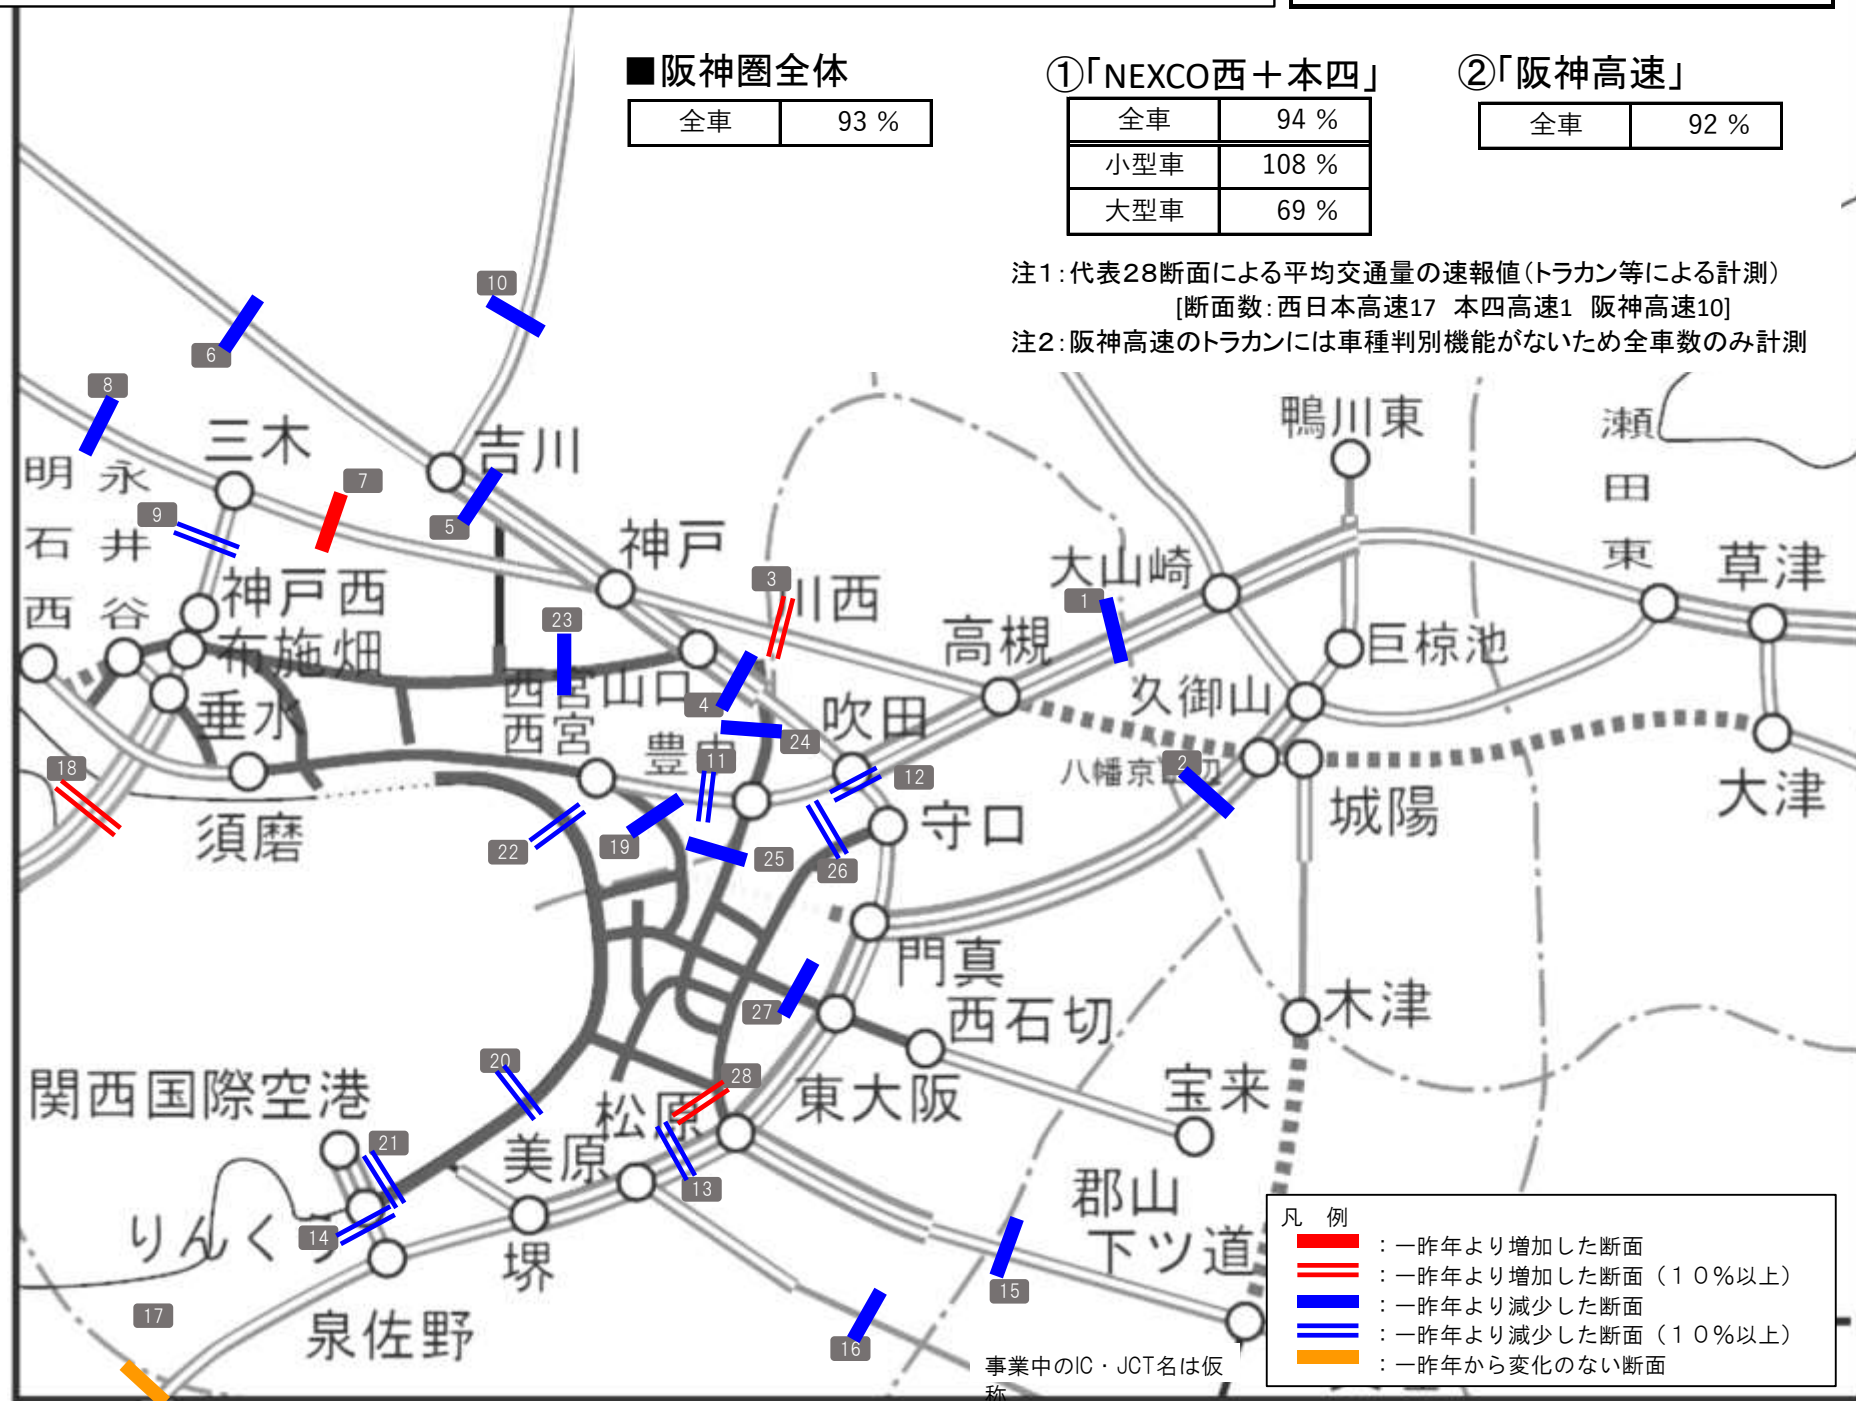 ■阪神圏全体
全車 93 %
①「NEXCO西＋本四」
全車 94 %
小型車 108 %
大型車 69 %
②「阪神高速」
全車 92 %
注１：代表２８断面による平均交通量の速報値（トラカン等による計測）
[断面数：西日本高速17 本四高速1 阪神高速10]
注２：阪神高速のトラカンには車種判別機能がないため全車数のみ計測
10
6
8
三木
吉川
鴨川東
瀬田東
明石西
永井谷
7
9
5
神戸
3
川西
大山崎
1
草津
神戸西
布施畑
23
高槻
巨椋池
西宮山口
4
久御山
垂水
西宮
豊中
24
吹田
11
12
八幡京田辺
2
18
城陽
大津
須磨
22
19
25
26
守口
門真
27
西石切
木津
関西国際空港
20
28
松原
東大阪
宝来
21
美原
13
郡山下ツ道
りんくう
14
堺
15
17
泉佐野
16
事業中のIC・JCT名は仮
称
凡 例
：一昨年より増加した断面
：一昨年より増加した断面（１０％以上）
：一昨年より減少した断面
：一昨年より減少した断面（１０％以上）
：一昨年から変化のない断面